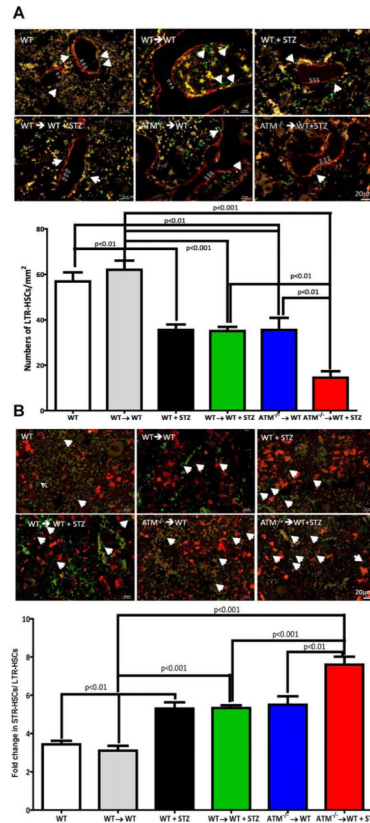 A
WT
WT→WT
WT + STZ
WT → WT + STZ
ATM-/-→ WT
ATM-/-→ WT+STZ
20µm
p<0.001
p<0.01
p<0.01
p<0.001
p<0.01
p<0.01
Numbers of LTR-HSCs/mm²
80
60
40
20
0
WT
WT→ WT
WT + STZ
WT→ WT + STZ
ATM-/-→ WT
ATM-/-→ WT + STZ
B
WT
WT→WT
WT + STZ
WT → WT + STZ
ATM-/-→WT
ATM-/-→ WT+STZ
20µm
p<0.001
p<0.001
p<0.001
p<0.01
p<0.01
Fold change in STR-HSCs/ LTR-HSCs
10
8
6
4
2
0
WT
WT→ WT
WT + STZ
WT→ WT + STZ
ATM-/-→ WT
ATM-/-→ WT + STZ